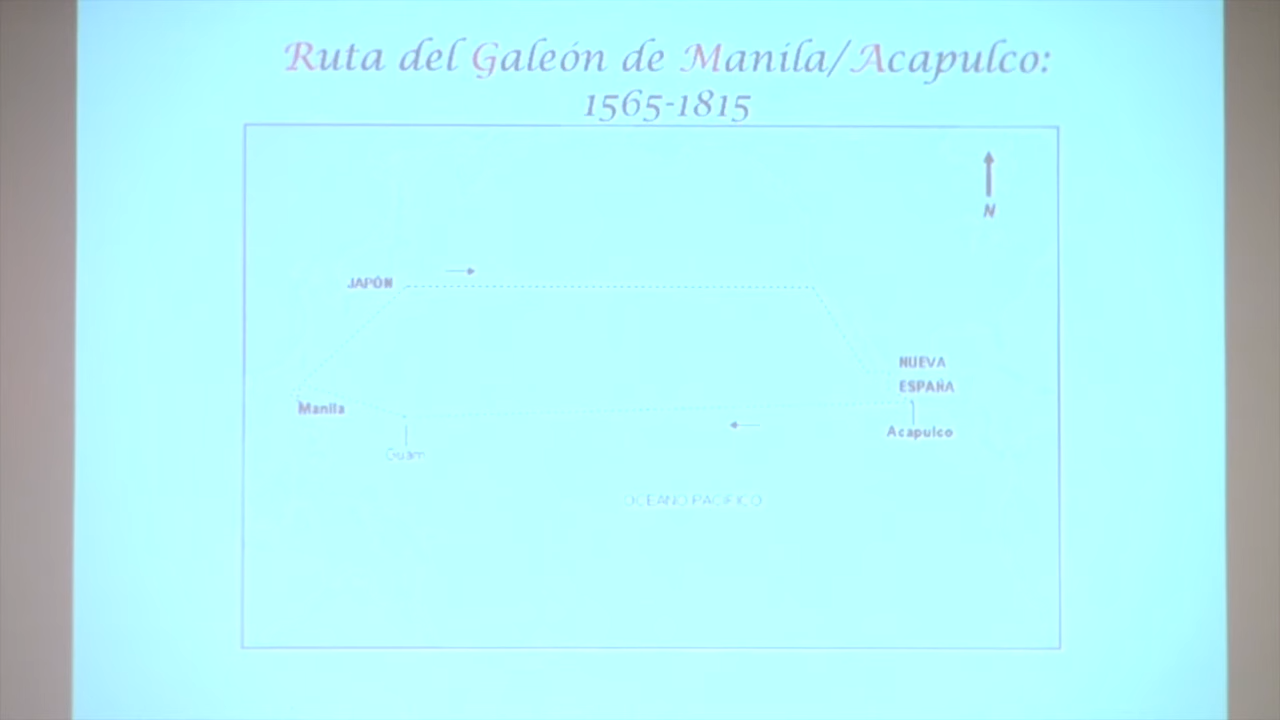 Ruta del Galeón de Manila/Acapulco:
1565-1815
N
JAPÓN
NUEVA
ESPAÑA
Manila
Acapulco
Guam
OCEANO PACIFICO